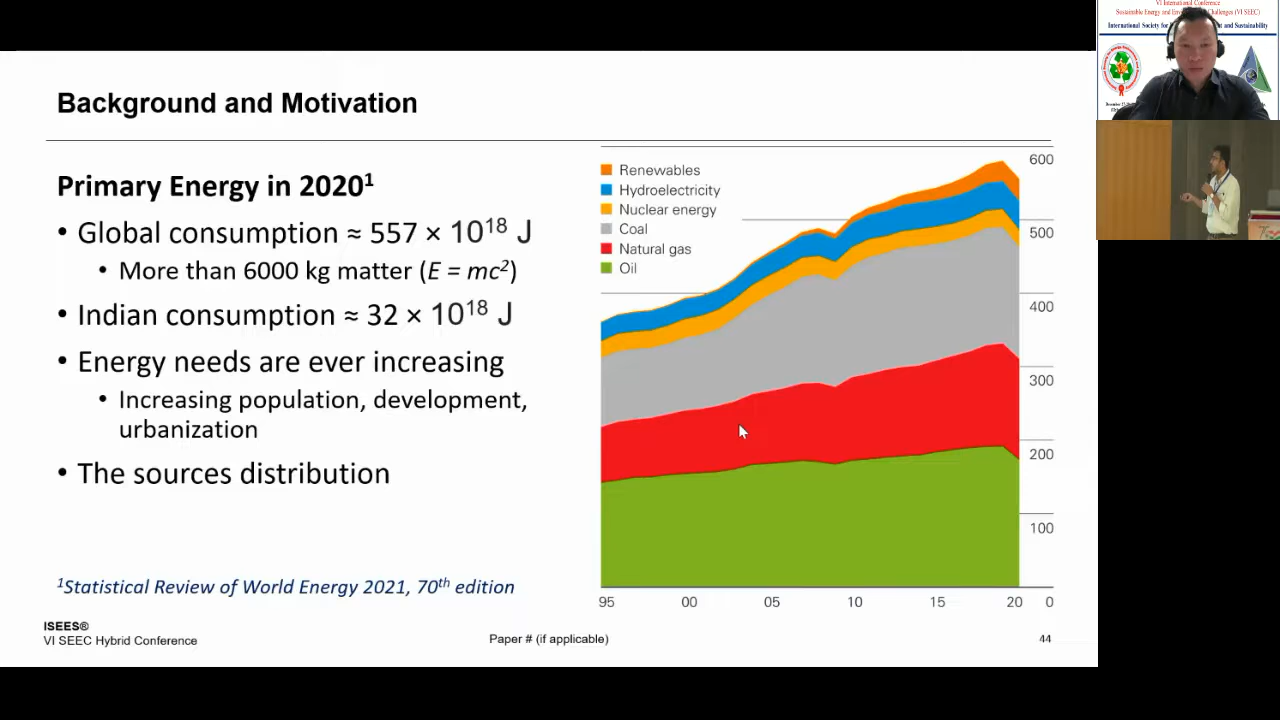 Background and Motivation
Primary Energy in 2020¹
• Global consumption ≈ 557 × 10¹⁸ J
• More than 6000 kg matter (E = mc²)
• Indian consumption ≈ 32 × 10¹⁸ J
• Energy needs are ever increasing
• Increasing population, development,
urbanization
• The sources distribution
¹Statistical Review of World Energy 2021, 70th edition
ISEES®
VI SEEC Hybrid Conference
Paper # (if applicable)
44
Renewables
Hydroelectricity
Nuclear energy
Coal
Natural gas
Oil
600
500
400
300
200
100
0
95 00 05 10 15 20
VI International Conference
Sustainable Energy and Challenges (VI SEEC)
International Society for and Sustainability